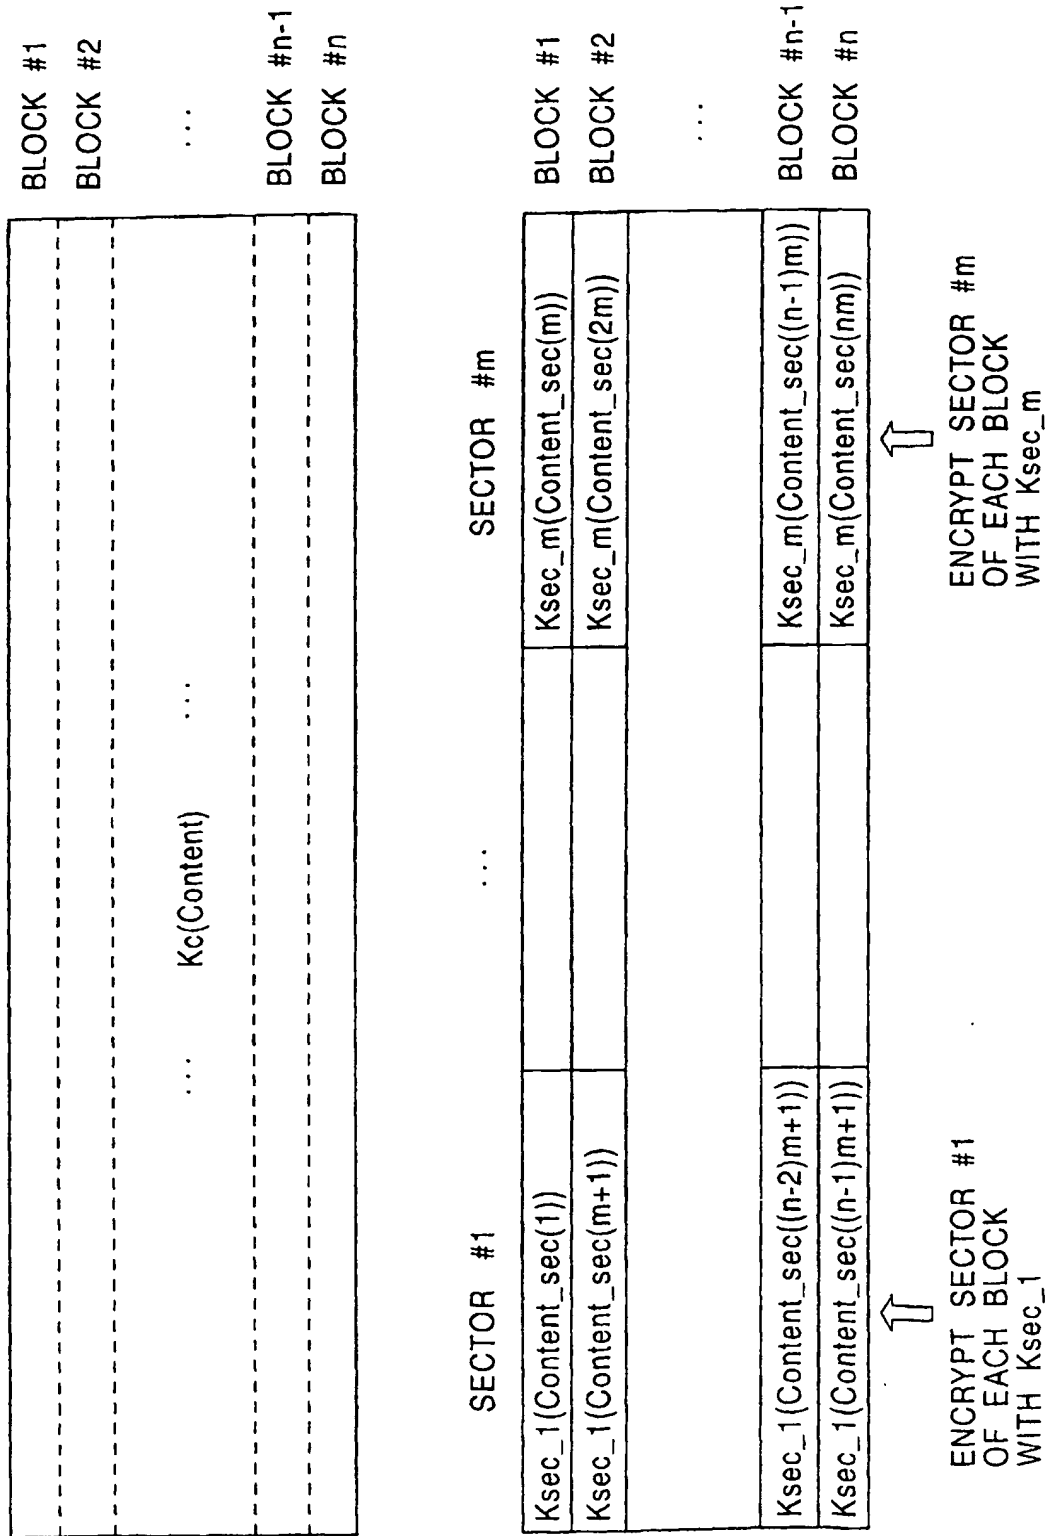 BLOCK #1
BLOCK #2
...
... Kc(Content) ...
BLOCK #n-1
BLOCK #n
SECTOR #1 ... SECTOR #m
Ksec_1(Content_sec(1)) Ksec_m(Content_sec(m)) BLOCK #1
Ksec_1(Content_sec(m+1)) Ksec_m(Content_sec(2m)) BLOCK #2
...
Ksec_1(Content_sec((n-2)m+1)) Ksec_m(Content_sec((n-1)m)) BLOCK #n-1
Ksec_1(Content_sec((n-1)m+1)) Ksec_m(Content_sec(nm)) BLOCK #n
ENCRYPT SECTOR #1
OF EACH BLOCK
WITH Ksec_1
ENCRYPT SECTOR #m
OF EACH BLOCK
WITH Ksec_m